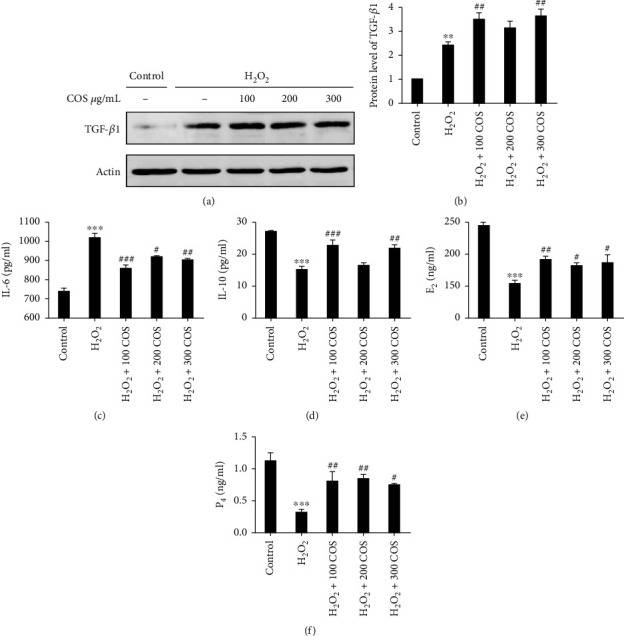 Control
H₂O₂
COS μg/mL
–
–
100
200
300
TGF-β1
Actin
(a)
Protein level of TGF-β1
4
3
2
1
0
**
##
##
Control
H₂O₂
H₂O₂ + 100 COS
H₂O₂ + 200 COS
H₂O₂ + 300 COS
(b)
IL-6 (pg/ml)
1100
1000
900
800
700
600
***
###
#
##
Control
H₂O₂
H₂O₂ + 100 COS
H₂O₂ + 200 COS
H₂O₂ + 300 COS
(c)
IL-10 (pg/ml)
30
20
10
0
***
###
##
Control
H₂O₂
H₂O₂ + 100 COS
H₂O₂ + 200 COS
H₂O₂ + 300 COS
(d)
E₂ (ng/ml)
250
200
150
100
***
##
#
#
Control
H₂O₂
H₂O₂ + 100 COS
H₂O₂ + 200 COS
H₂O₂ + 300 COS
(e)
P₄ (ng/ml)
1.5
1.0
0.5
0.0
***
##
##
#
Control
H₂O₂
H₂O₂ + 100 COS
H₂O₂ + 200 COS
H₂O₂ + 300 COS
(f)